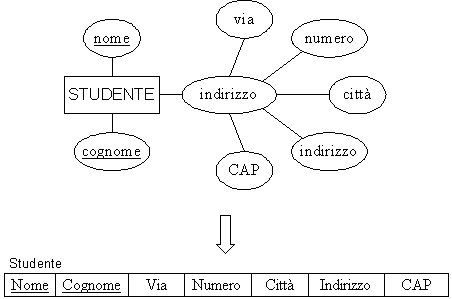 via
nome
numero
STUDENTE
indirizzo
città
cognome
indirizzo
CAP
Studente
Nome Cognome Via Numero Città Indirizzo CAP